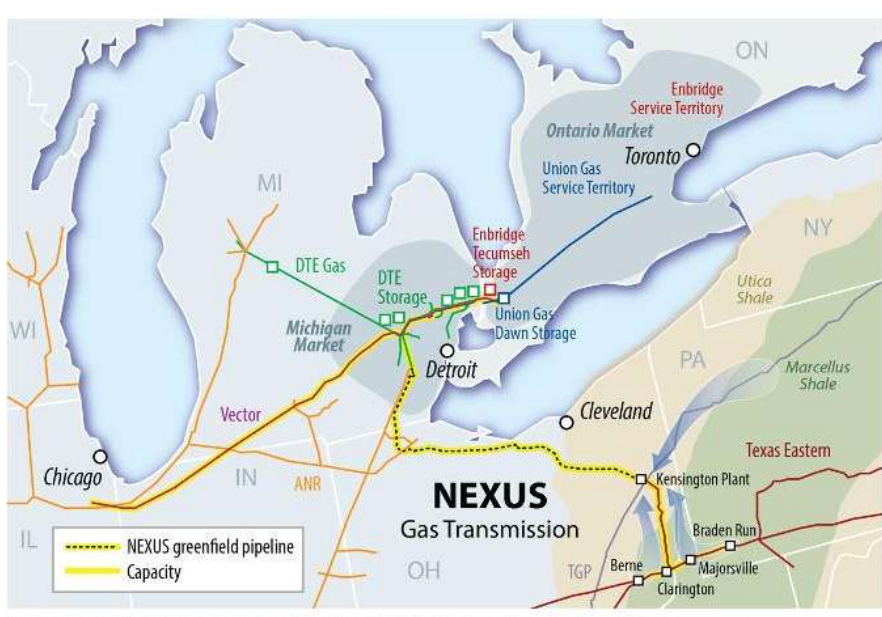 ON
Enbridge
Service Territory
Ontario Market
Toronto
Union Gas
Service Territory
MI
NY
Enbridge
Tecumseh
Storage
DTE Gas
DTE
Storage
Utica
Shale
WI
Michigan
Market
Union Gas
Dawn Storage
PA
Marcellus
Shale
Detroit
Cleveland
Vector
Texas Eastern
Chicago
IN
ANR
Kensington Plant
NEXUS
Gas Transmission
IL
NEXUS greenfield pipeline
Capacity
OH
TGP
Braden Run
Berne
Majorsville
Clarington